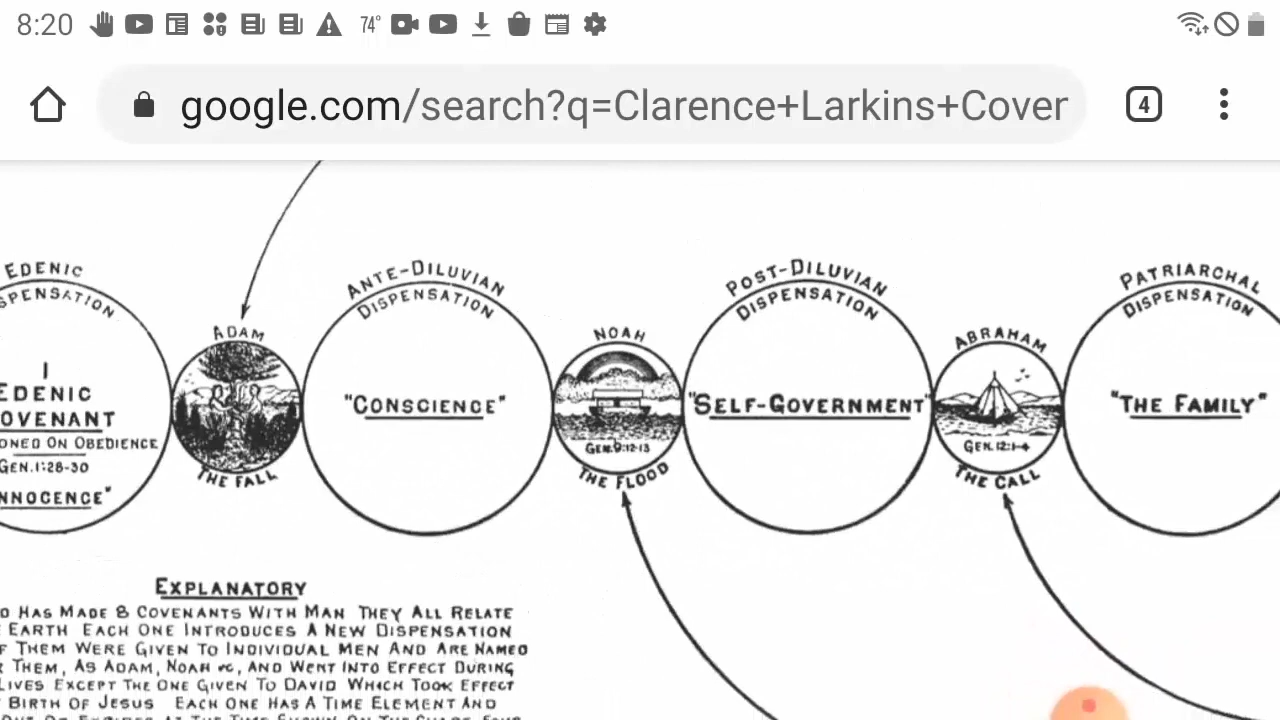 8:20
74°
google.com/search?q=Clarence+Larkins+Cover
4
EDENIC
ANTE-DILUVIAN
DISPENSATION
POST-DILUVIAN
DISPENSATION
PATRIARCHAL
DISPENSATION
ADAM
NOAH
ABRAHAM
I
EDENIC
OVENANT
ONED ON OBEDIENCE
GEN.1:28-30
NNOCENCE"
"CONSCIENCE"
"SELF-GOVERNMENT"
"THE FAMILY"
GEN.9:12-13
GEN.12:1-4
THE FALL
THE FLOOD
THE CALL
EXPLANATORY
HAS MADE 8 COVENANTS WITH MAN THEY ALL RELATE
EARTH EACH ONE INTRODUCES A NEW DISPENSATION
F THEM WERE GIVEN TO INDIVIDUAL MEN AND ARE NAMED
THEM, AS ADAM, NOAH &C, AND WENT INTO EFFECT DURING
LIVES EXCEPT THE ONE GIVEN TO DAVID WHICH TOOK EFFECT
BIRTH OF JESUS EACH ONE HAS A TIME ELEMENT AND